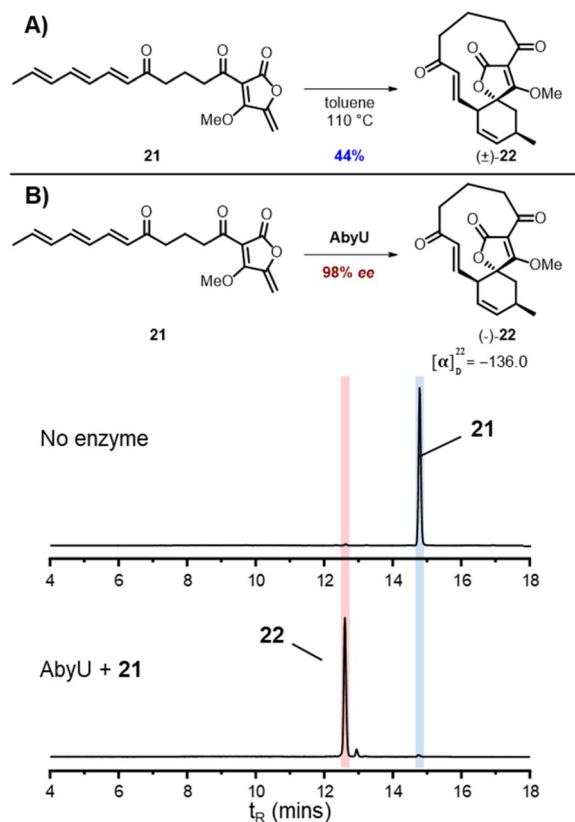 A)
O
O
O
O
MeO
toluene
110 °C
21
44%
O
O
O
O
OMe
(±)-22
B)
O
O
O
O
MeO
AbyU
98% ee
21
O
O
O
O
OMe
(-)-22
[α]D22 = –136.0
No enzyme
21
4 6 8 10 12 14 16 18
22
AbyU + 21
4 6 8 10 12 14 16 18
tR (mins)